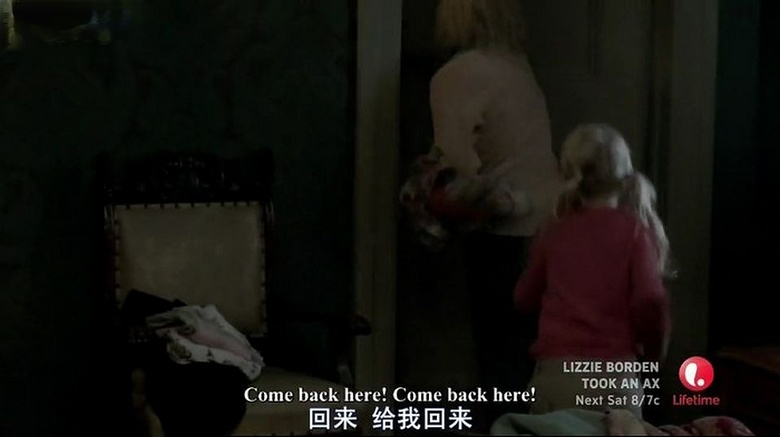 LIZZIE BORDEN
TOOK AN AX
Next Sat 8/7c
Lifetime
Come back here! Come back here!
回来 给我回来